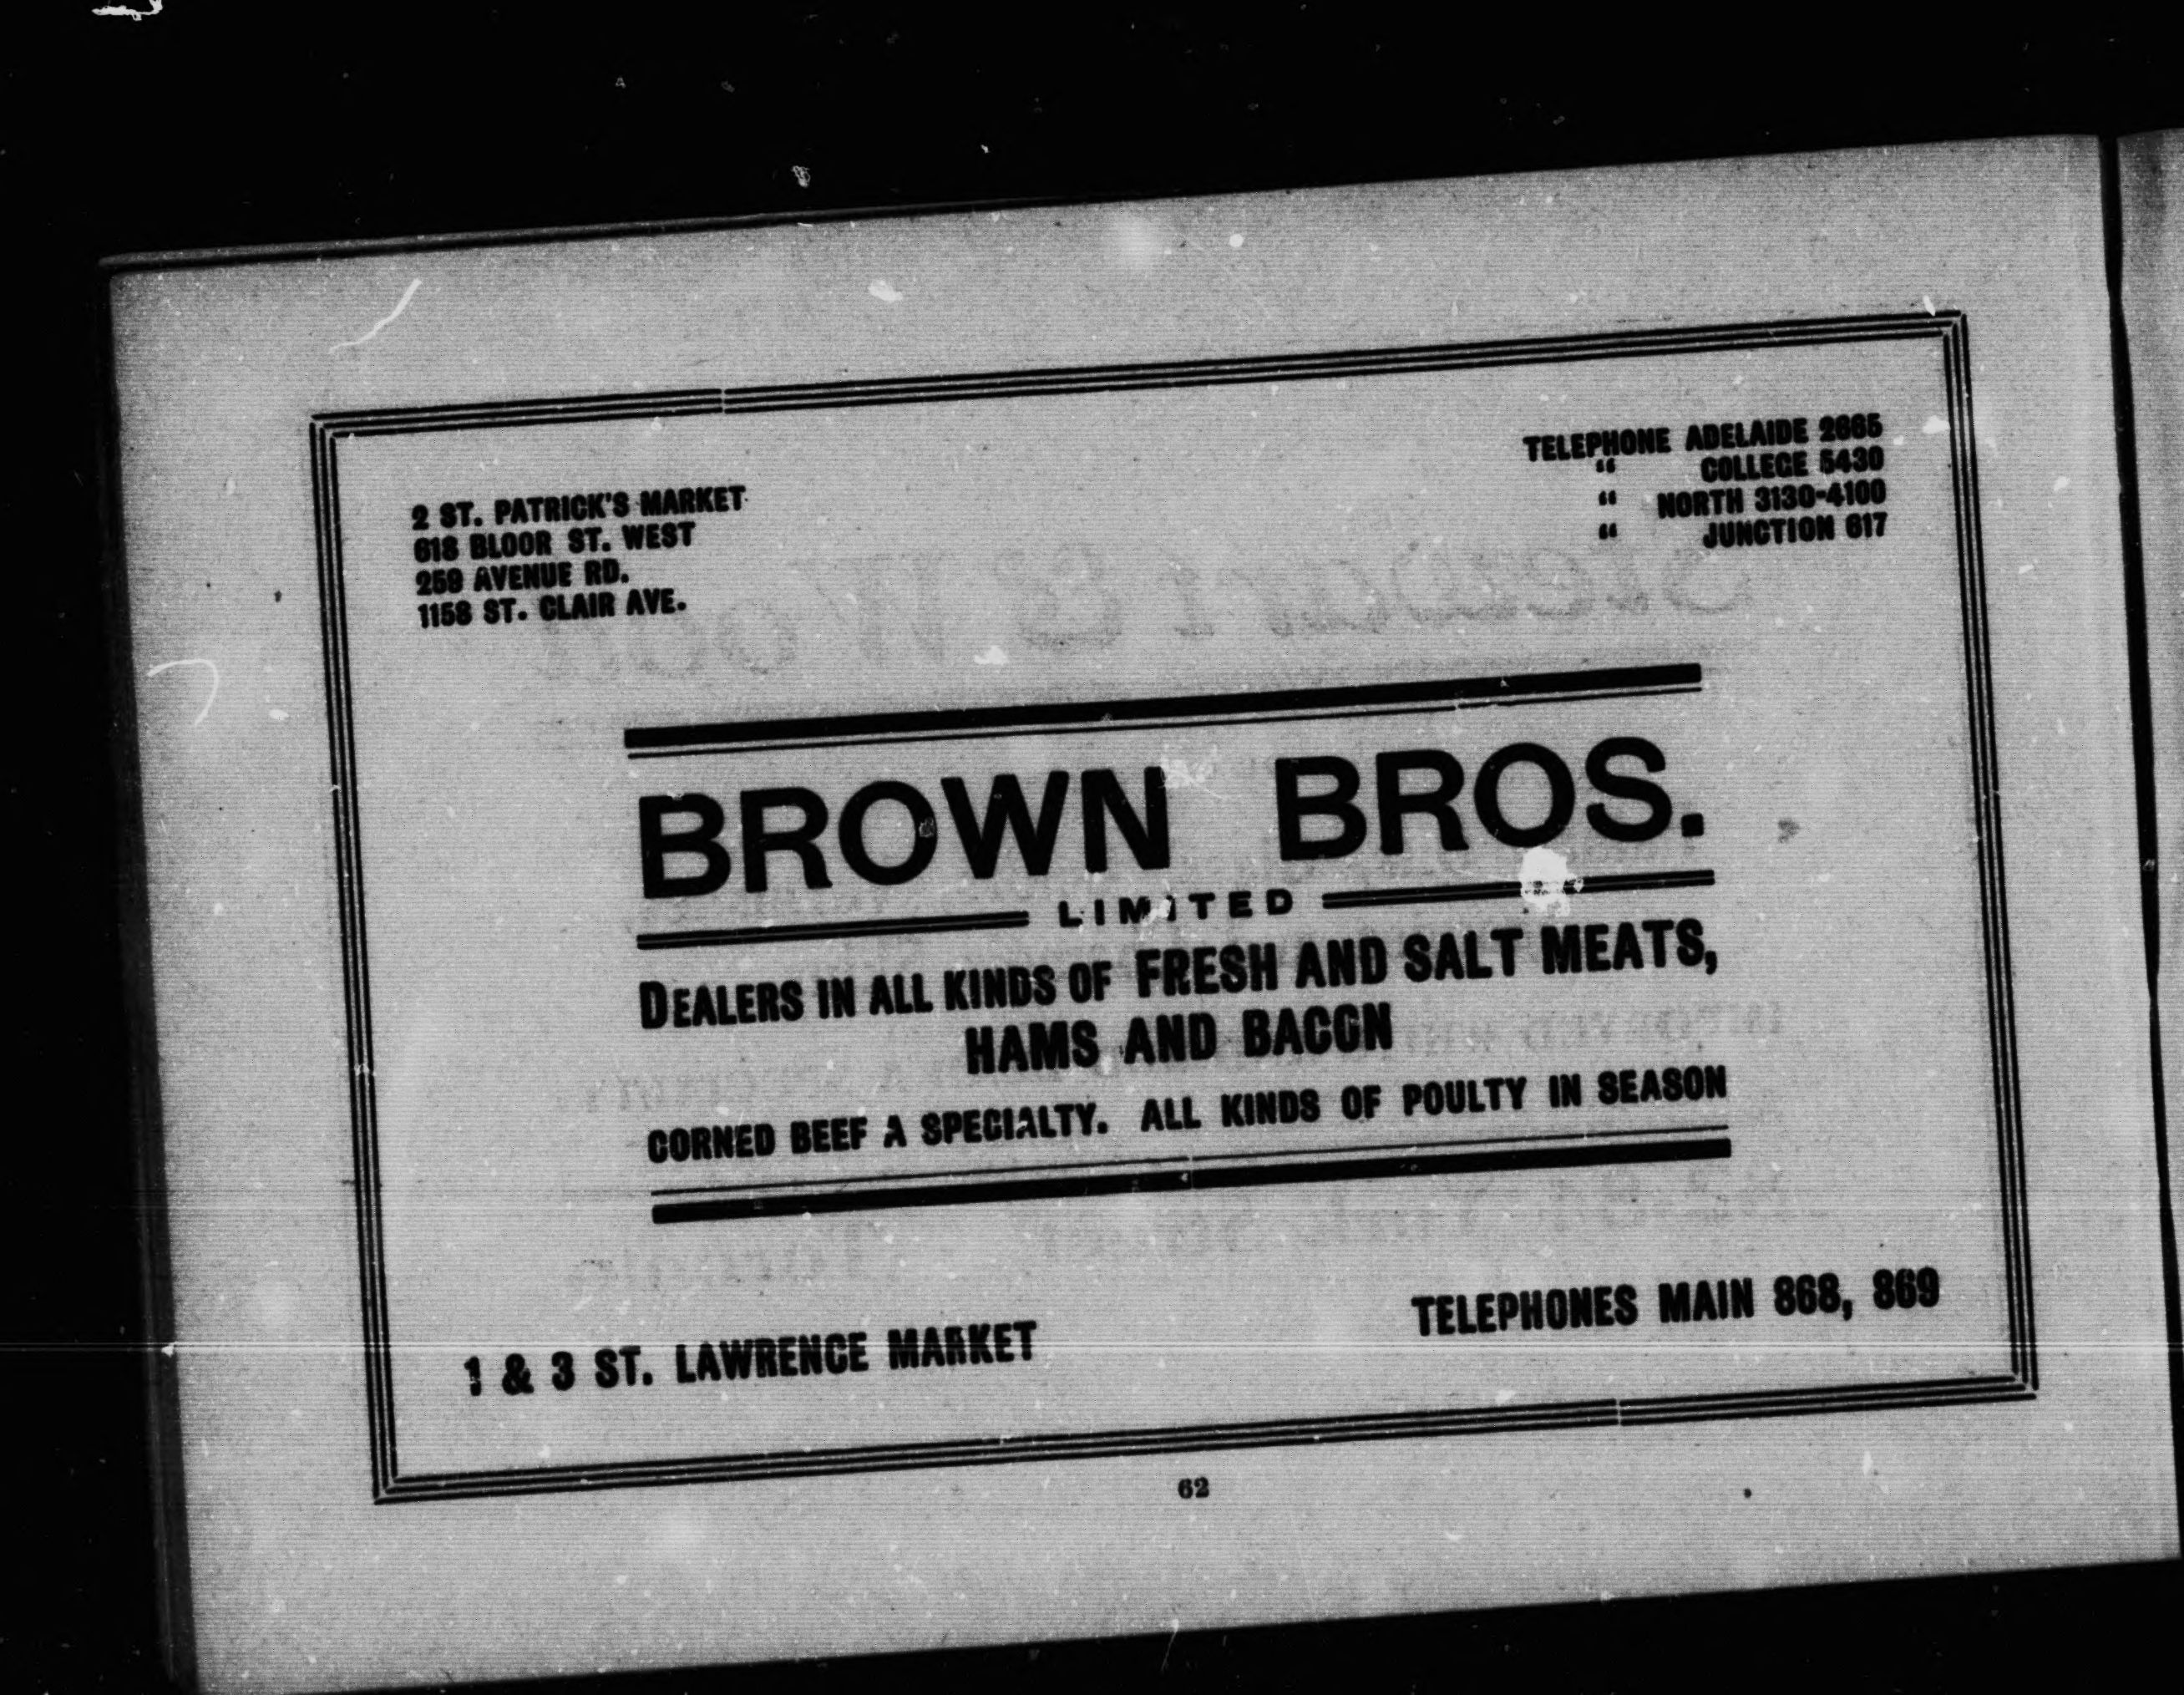 2 ST. PATRICK'S MARKET
618 BLOOR ST. WEST
259 AVENUE RD.
1158 ST. CLAIR AVE.
TELEPHONE ADELAIDE 2665
" COLLEGE 5430
" NORTH 3130-4100
" JUNCTION 617
BROWN BROS.
LIMITED
DEALERS IN ALL KINDS OF FRESH AND SALT MEATS,
HAMS AND BACON
CORNED BEEF A SPECIALTY. ALL KINDS OF POULTY IN SEASON
1 & 3 ST. LAWRENCE MARKET
TELEPHONES MAIN 868, 869
62